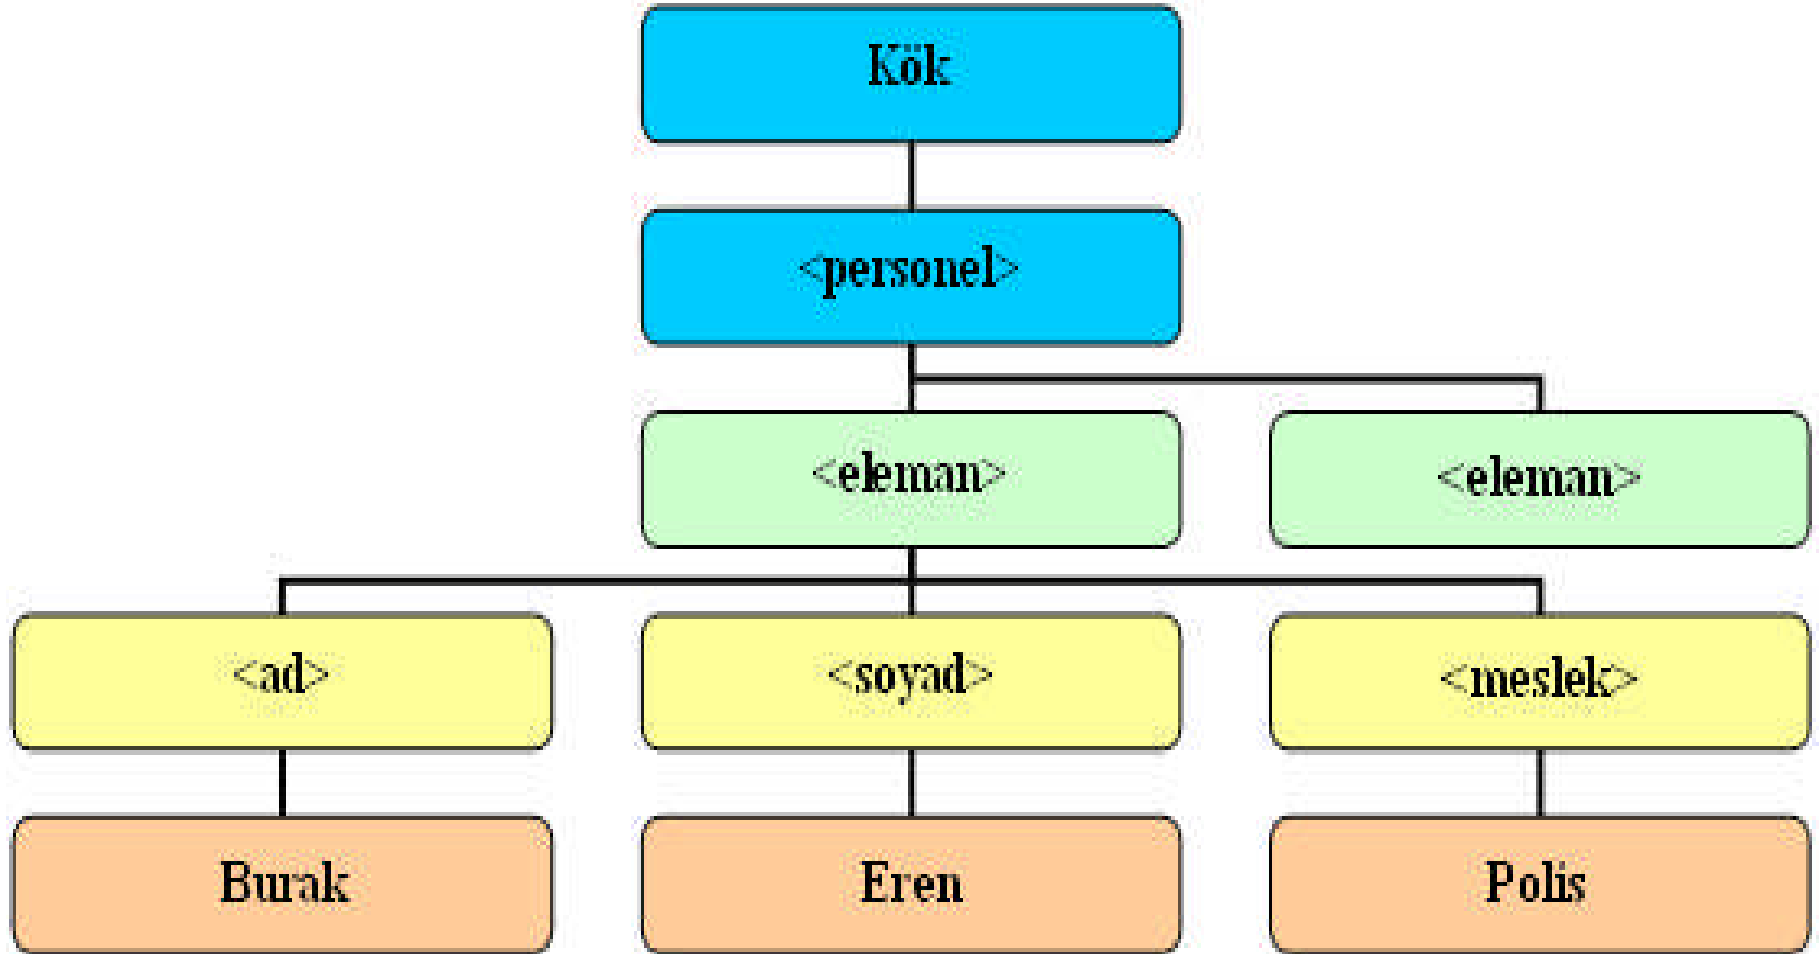 Kök
<personel>
<eleman>
<eleman>
<ad>
<soyad>
<meslek>
Burak
Eren
Polis